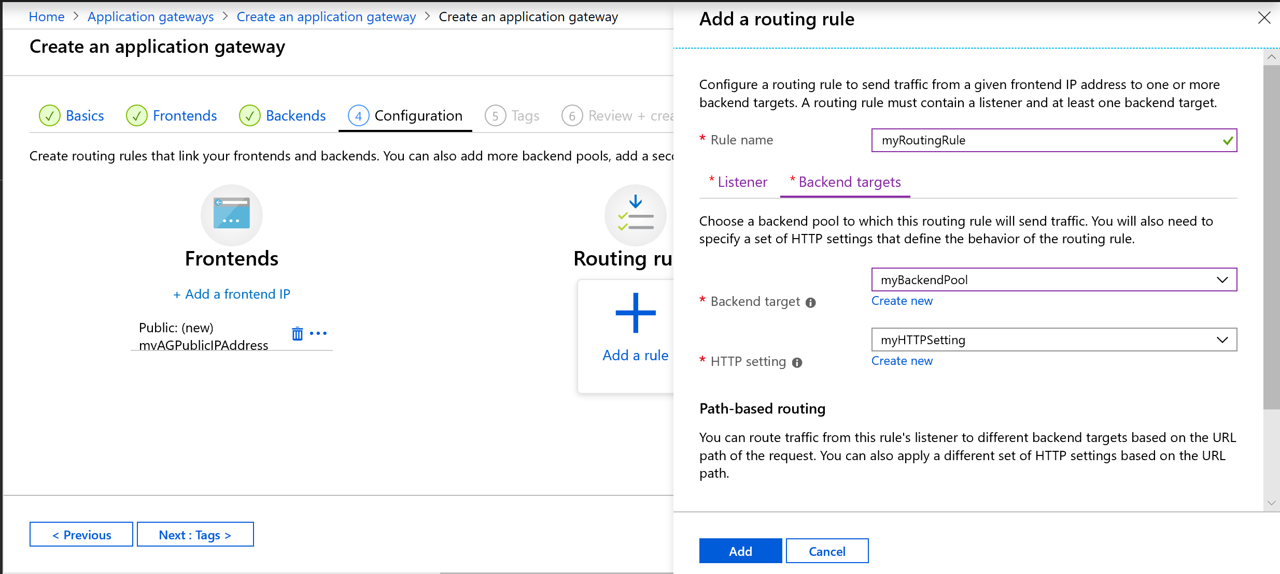 Home > Application gateways > Create an application gateway > Create an application gateway
Create an application gateway
Basics Frontends Backends 4 Configuration 5 Tags 6 Review + crea
Create routing rules that link your frontends and backends. You can also add more backend pools, add a seco
Frontends
+ Add a frontend IP
Public: (new)
myAGPublicIPAddress
Routing ru
Add a rule
< Previous
Next : Tags >
Add a routing rule
Configure a routing rule to send traffic from a given frontend IP address to one or more
backend targets. A routing rule must contain a listener and at least one backend target.
* Rule name
myRoutingRule
* Listener * Backend targets
Choose a backend pool to which this routing rule will send traffic. You will also need to
specify a set of HTTP settings that define the behavior of the routing rule.
myBackendPool
* Backend target
Create new
myHTTPSetting
* HTTP setting
Create new
Path-based routing
You can route traffic from this rule's listener to different backend targets based on the URL
path of the request. You can also apply a different set of HTTP settings based on the URL
path.
Add
Cancel